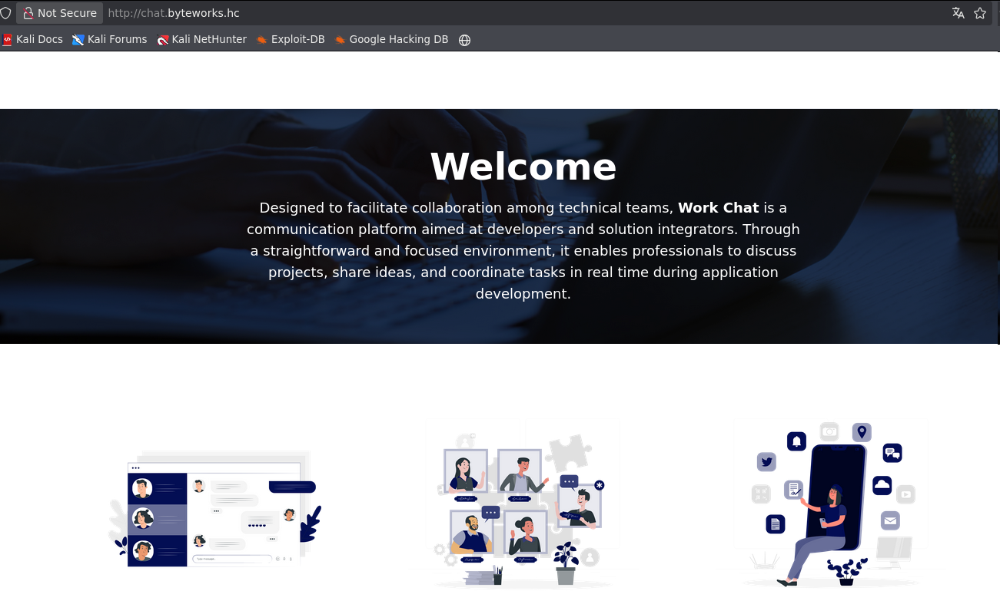 Not Secure http://chat.byteworks.hc
Kali Docs Kali Forums Kali NetHunter Exploit-DB Google Hacking DB
Welcome
Designed to facilitate collaboration among technical teams, Work Chat is a
communication platform aimed at developers and solution integrators. Through
a straightforward and focused environment, it enables professionals to discuss
projects, share ideas, and coordinate tasks in real time during application
development.